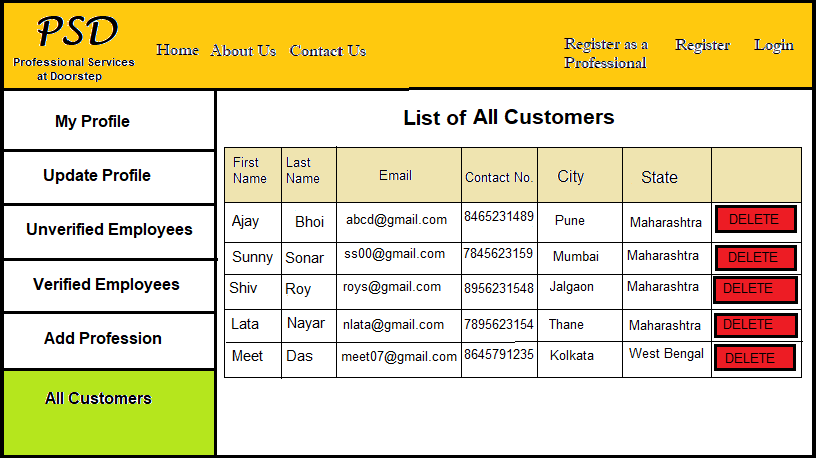 PSD
Professional Services
at Doorstep
Home About Us Contact Us
Register as a
Professional
Register Login
My Profile
Update Profile
Unverified Employees
Verified Employees
Add Profession
All Customers
List of All Customers
First Name Last Name Email Contact No. City State
Ajay Bhoi abcd@gmail.com 8465231489 Pune Maharashtra DELETE
Sunny Sonar ss00@gmail.com 7845623159 Mumbai Maharashtra DELETE
Shiv Roy roys@gmail.com 8956231548 Jalgaon Maharashtra DELETE
Lata Nayar nlata@gmail.com 7895623154 Thane Maharashtra DELETE
Meet Das meet07@gmail.com 8645791235 Kolkata West Bengal DELETE